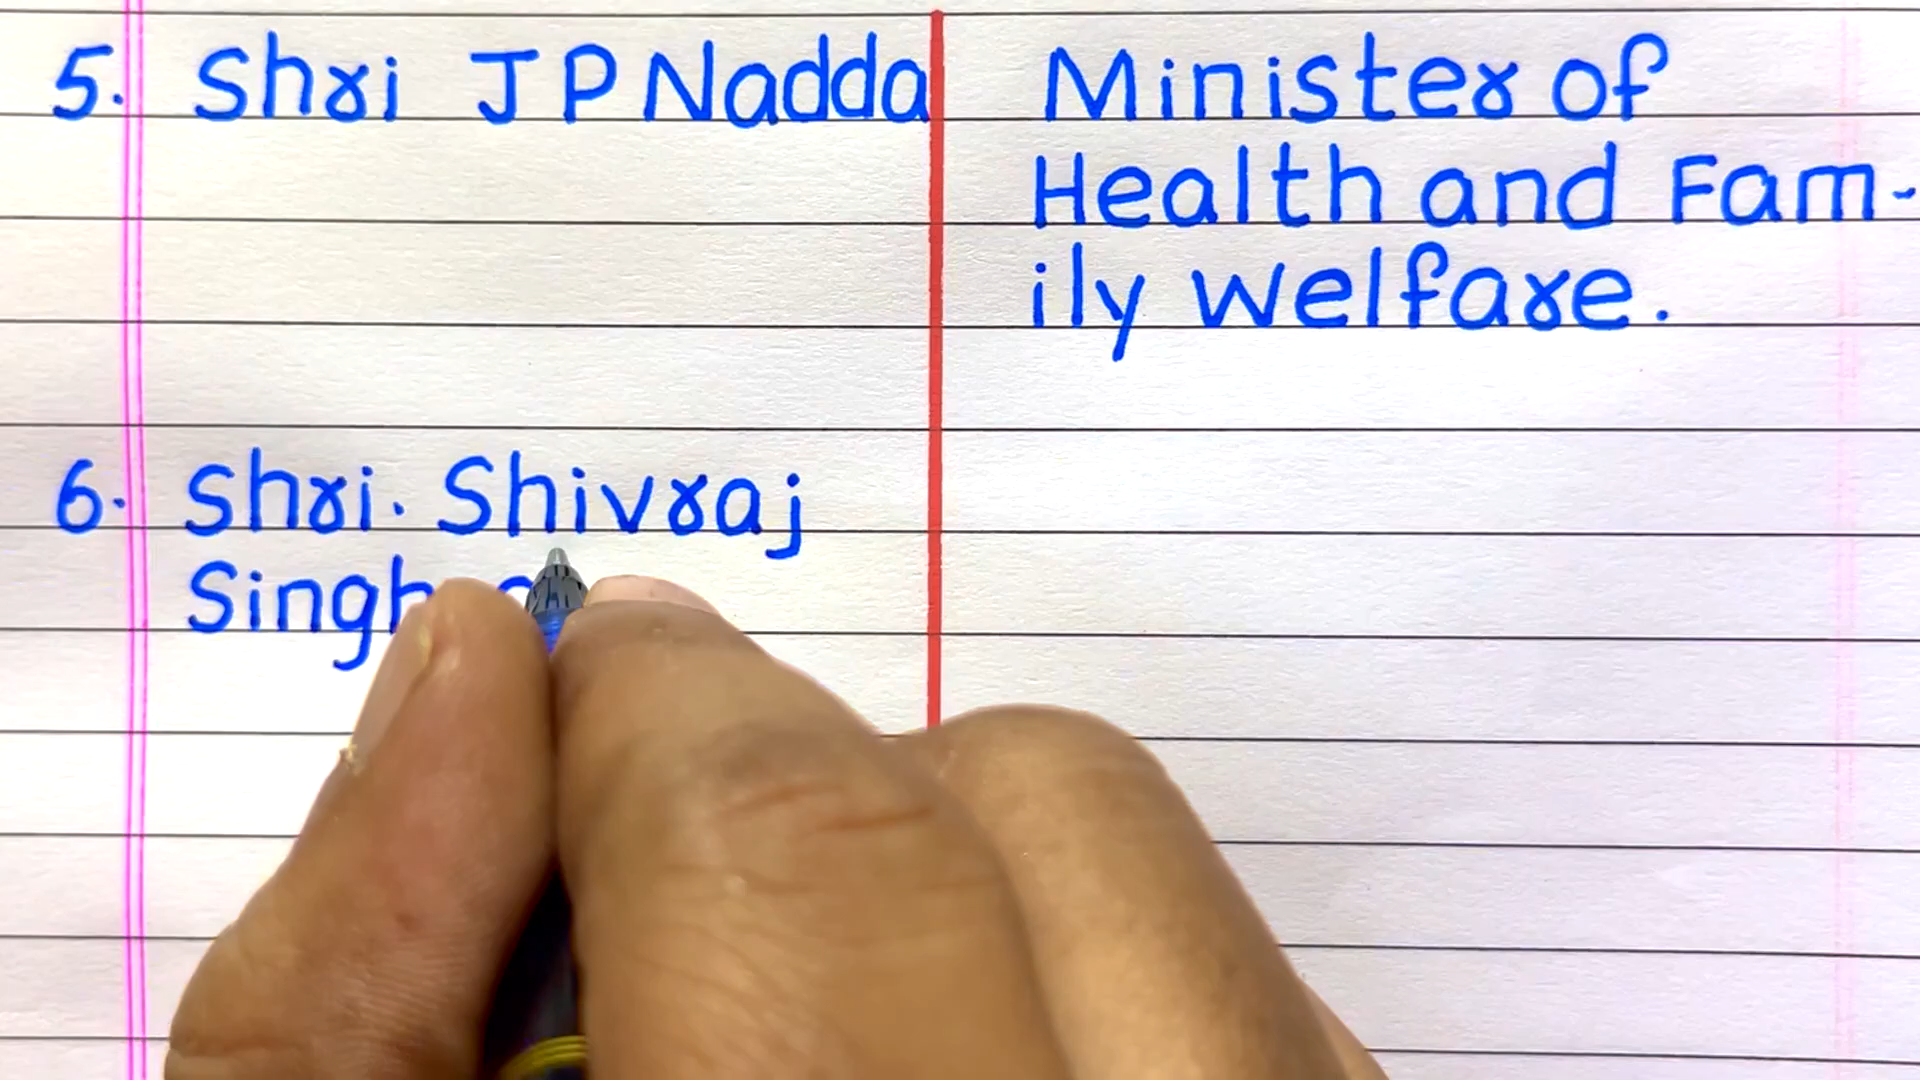 5. Shri J P Nadda Minister of
Health and Fam-
ily Welfare.
6. Shri. Shivraj
Singh